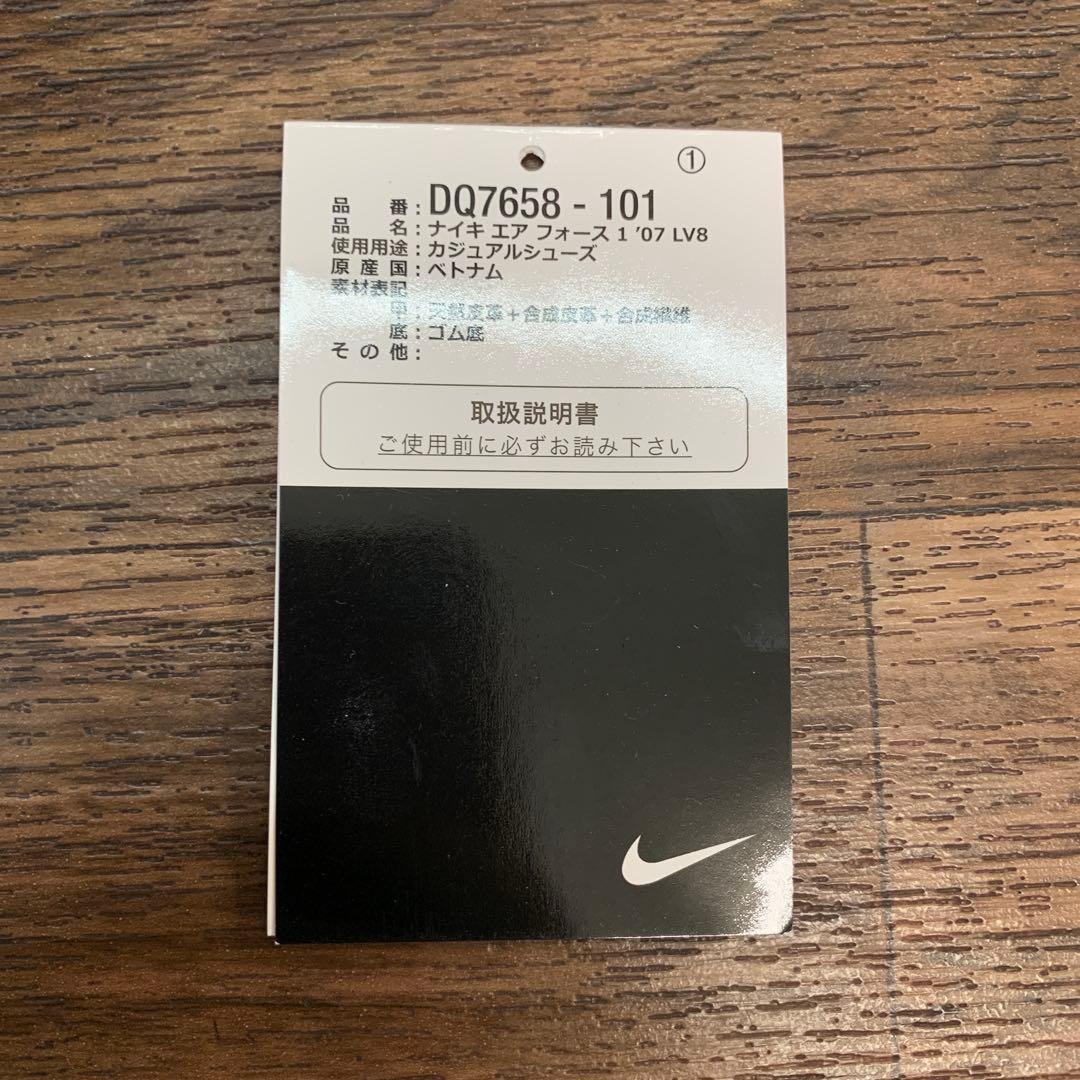 ①
品番：DQ7658 - 101
品名：ナイキ エア フォース 1 '07 LV8
使用用途：カジュアルシューズ
原産国：ベトナム
素材表記
甲：天然皮革＋合成皮革＋合成繊維
底：ゴム底
その他：
取扱説明書
ご使用前に必ずお読み下さい